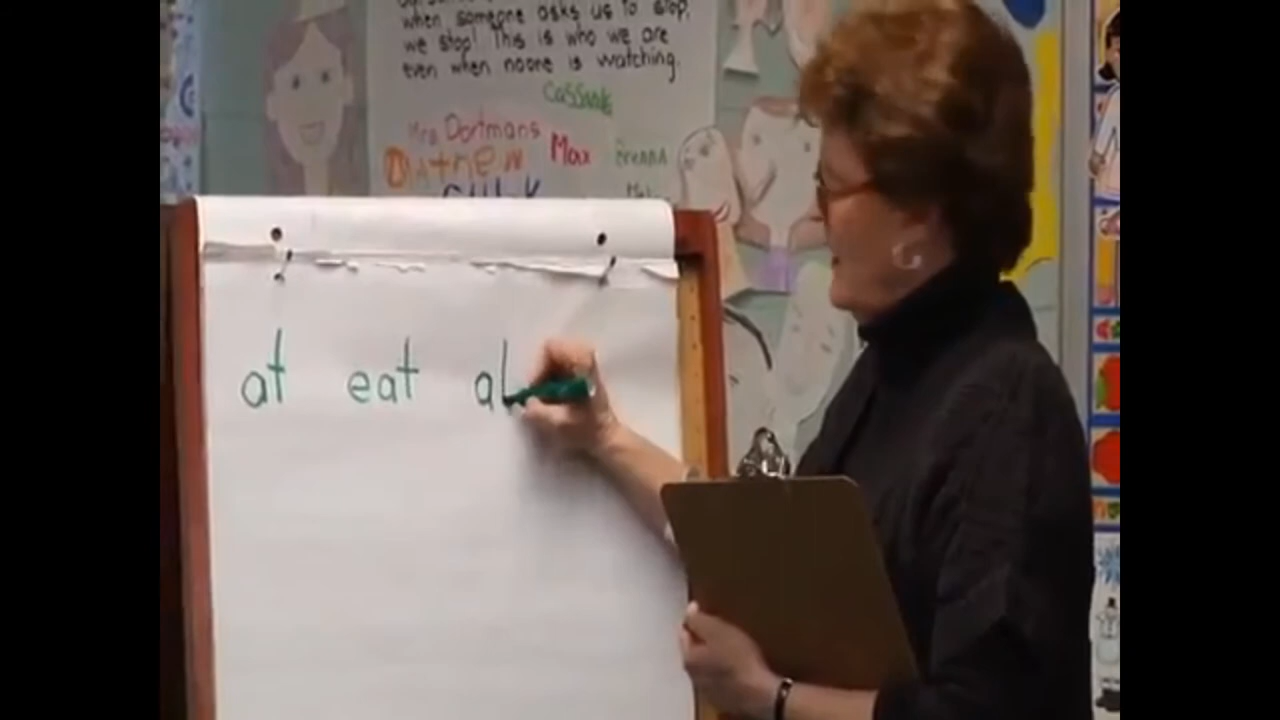 when someone asks us to stop,
we stop! This is who we are
even when noone is watching.
Cassidy
Mrs Dortmans
Max
Brenna
at eat al